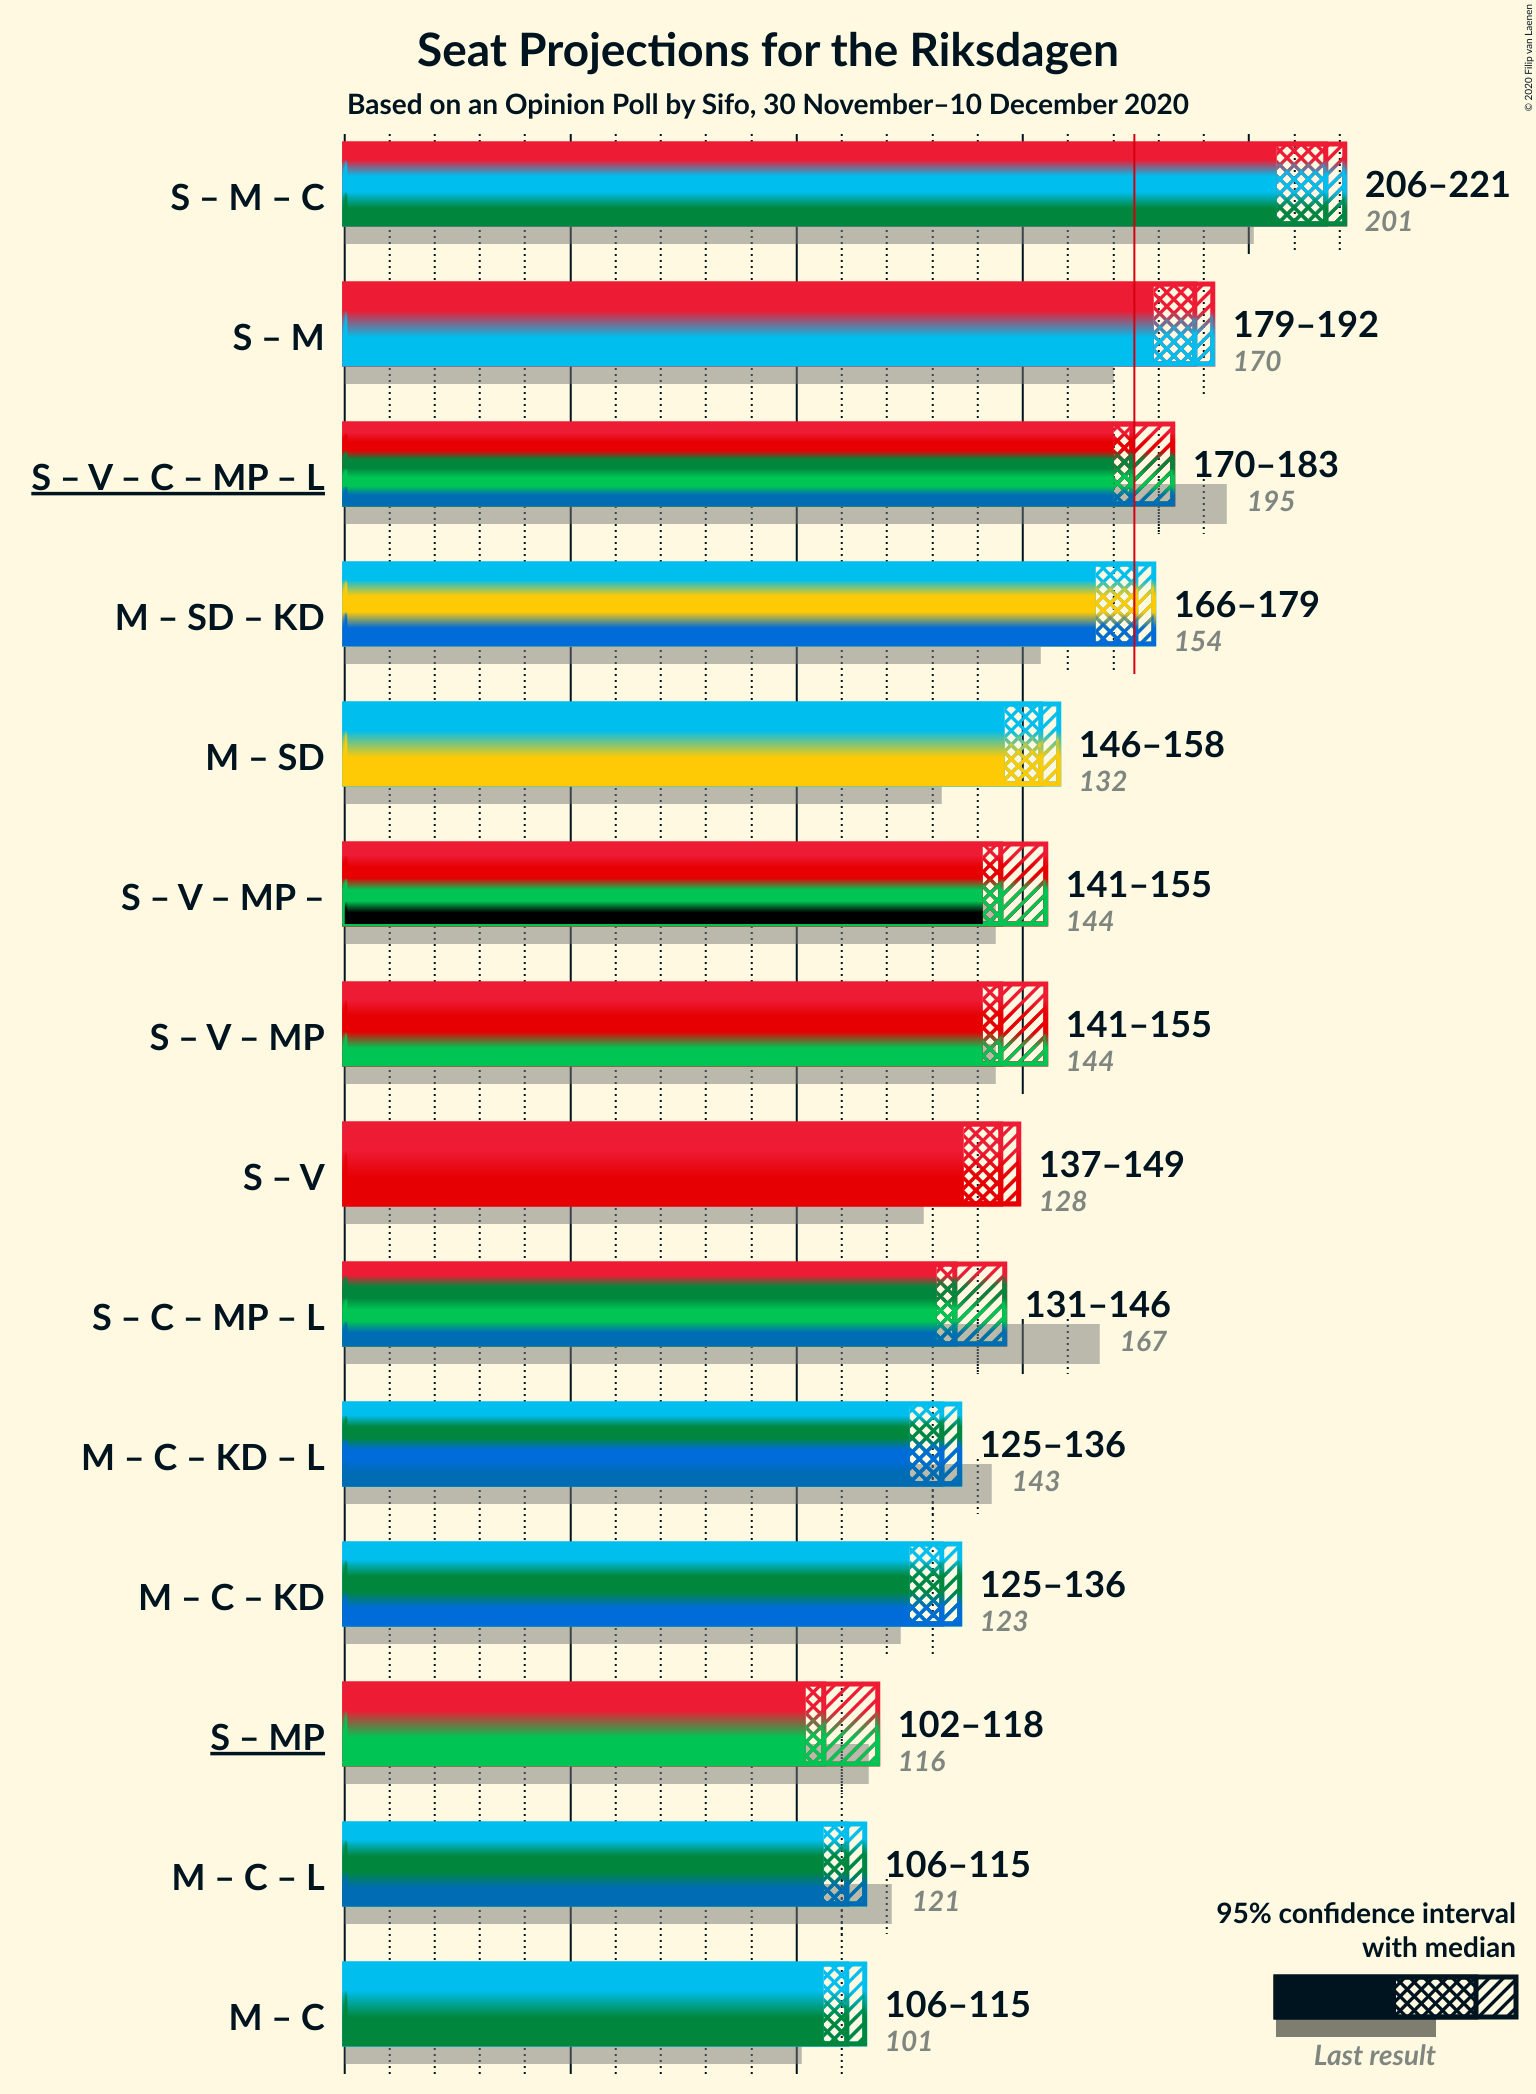 Seat Projections for the Riksdagen
Based on an Opinion Poll by Sifo, 30 November–10 December 2020
© 2020 Filip van Laenen
S – M – C
206–221
201
S – M
179–192
170
S – V – C – MP – L
170–183
195
M – SD – KD
166–179
154
M – SD
146–158
132
S – V – MP –
141–155
144
S – V – MP
141–155
144
S – V
137–149
128
S – C – MP – L
131–146
167
M – C – KD – L
125–136
143
M – C – KD
125–136
123
S – MP
102–118
116
M – C – L
106–115
121
M – C
106–115
101
95% confidence interval
with median
Last result